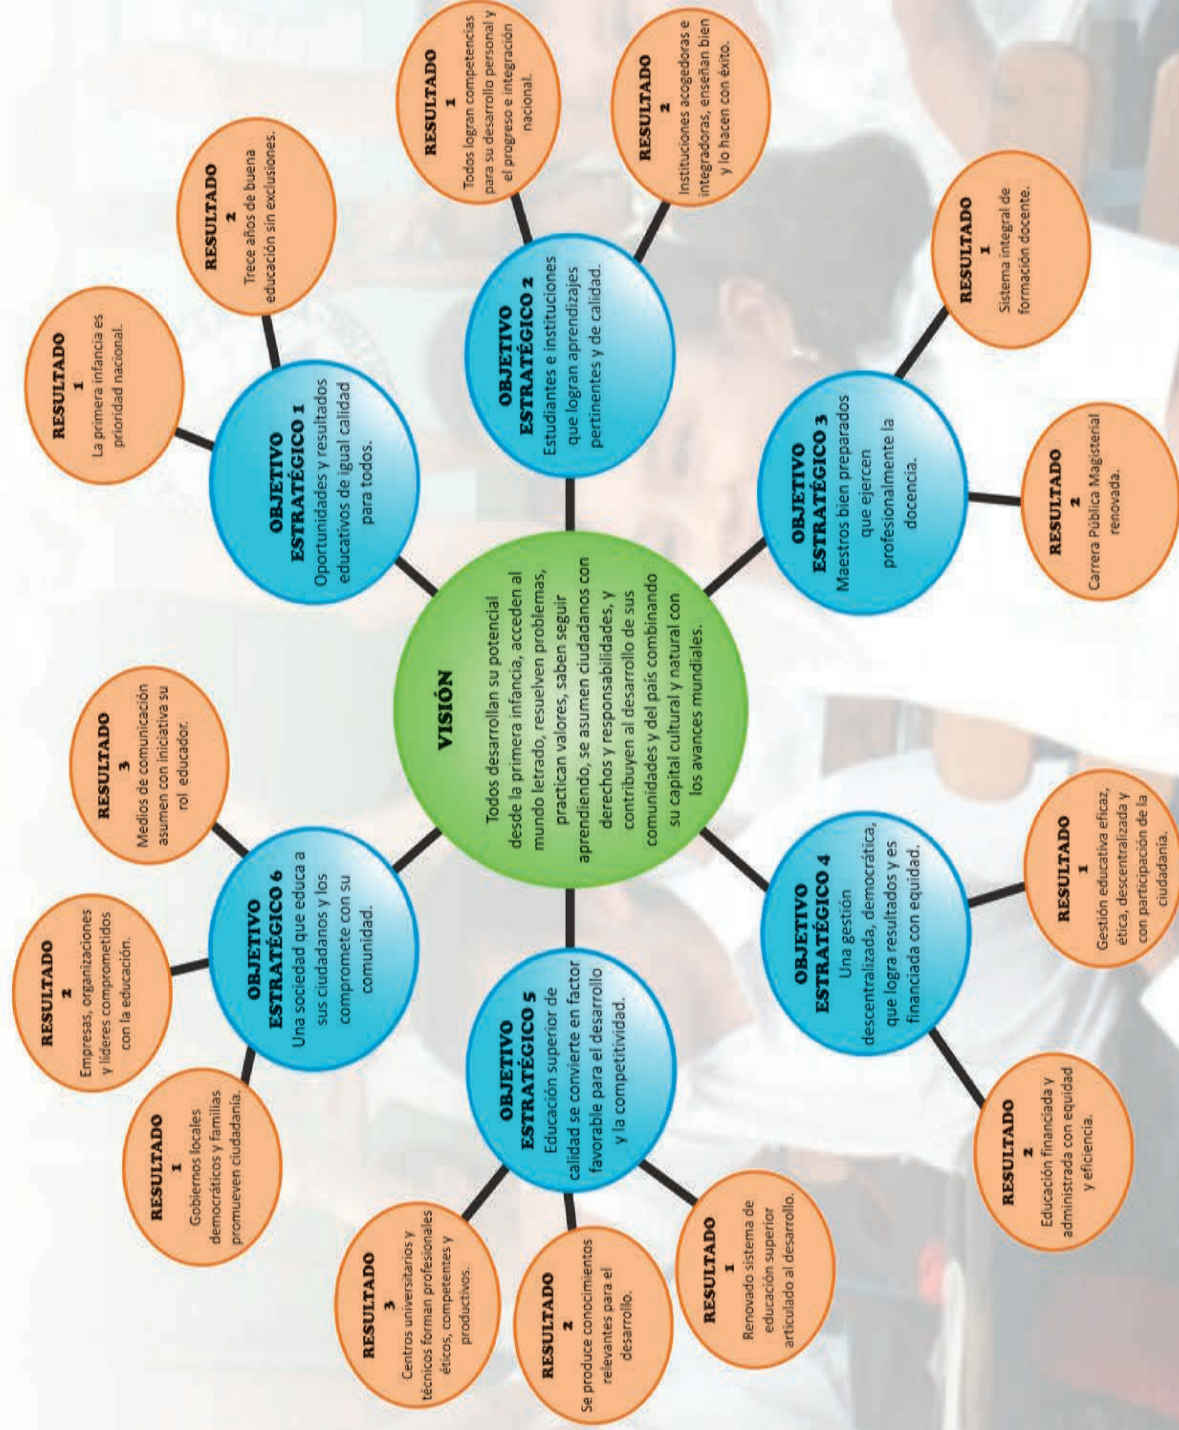 VISIÓN
Todos desarrollan su potencial
desde la primera infancia, acceden al
mundo letrado, resuelven problemas,
practican valores, saben seguir
aprendiendo, se asumen ciudadanos con
derechos y responsabilidades, y
contribuyen al desarrollo de sus
comunidades y del país combinando
su capital cultural y natural con
los avances mundiales.
OBJETIVO
ESTRATÉGICO 1
Oportunidades y resultados
educativos de igual calidad
para todos.
RESULTADO
1
La primera infancia es
prioridad nacional.
RESULTADO
2
Trece años de buena
educación sin exclusiones.
OBJETIVO
ESTRATÉGICO 2
Estudiantes e instituciones
que logran aprendizajes
pertinentes y de calidad.
RESULTADO
1
Todos logran competencias
para su desarrollo personal y
el progreso e integración
nacional.
RESULTADO
2
Instituciones acogedoras e
integradoras, enseñan bien
y lo hacen con éxito.
OBJETIVO
ESTRATÉGICO 3
Maestros bien preparados
que ejercen
profesionalmente la
docencia.
RESULTADO
1
Sistema integral de
formación docente.
RESULTADO
2
Carrera Pública Magisterial
renovada.
OBJETIVO
ESTRATÉGICO 4
Una gestión
descentralizada, democrática,
que logra resultados y es
financiada con equidad.
RESULTADO
1
Gestión educativa eficaz,
ética, descentralizada y
con participación de la
ciudadanía.
RESULTADO
2
Educación financiada y
administrada con equidad
y eficiencia.
OBJETIVO
ESTRATÉGICO 5
Educación superior de
calidad se convierte en factor
favorable para el desarrollo
y la competitividad.
RESULTADO
1
Renovado sistema de
educación superior
articulado al desarrollo.
RESULTADO
2
Se produce conocimientos
relevantes para el
desarrollo.
RESULTADO
3
Centros universitarios y
técnicos forman profesionales
éticos, competentes y
productivos.
OBJETIVO
ESTRATÉGICO 6
Una sociedad que educa a
sus ciudadanos y los
compromete con su
comunidad.
RESULTADO
1
Gobiernos locales
democráticos y familias
promueven ciudadanía.
RESULTADO
2
Empresas, organizaciones
y líderes comprometidos
con la educación.
RESULTADO
3
Medios de comunicación
asumen con iniciativa su
rol educador.